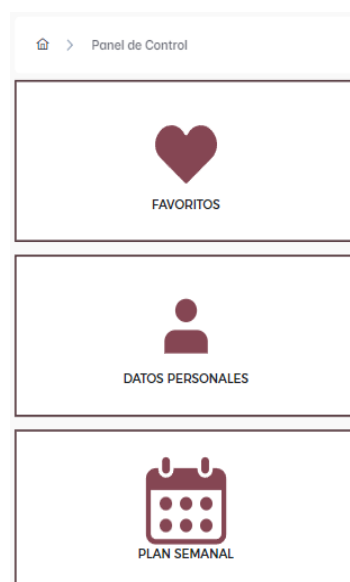 Panel de Control
FAVORITOS
DATOS PERSONALES
PLAN SEMANAL